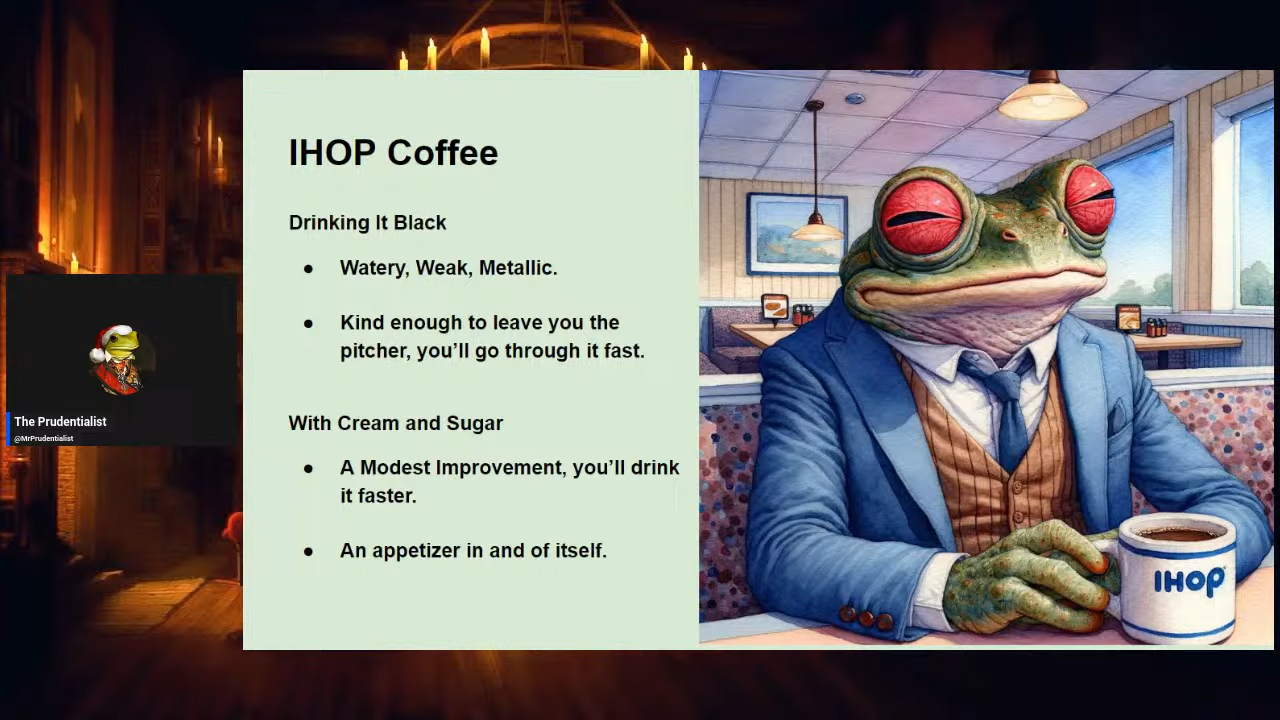 IHOP Coffee
Drinking It Black
● Watery, Weak, Metallic.
● Kind enough to leave you the
pitcher, you’ll go through it fast.
With Cream and Sugar
● A Modest Improvement, you’ll drink
it faster.
● An appetizer in and of itself.
The Prudentialist
@MrPrudentialist
IHOP